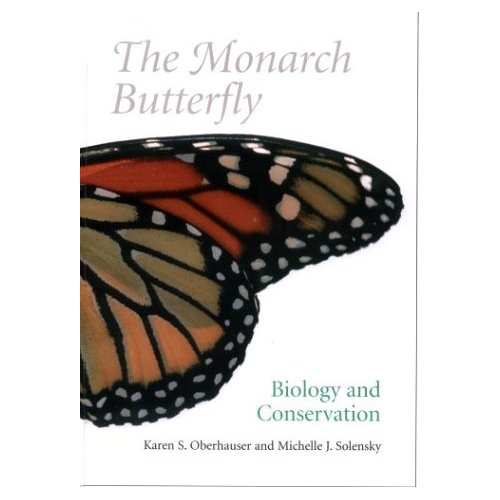 The Monarch
Butterfly
Biology and
Conservation
Karen S. Oberhauser and Michelle J. Solensky